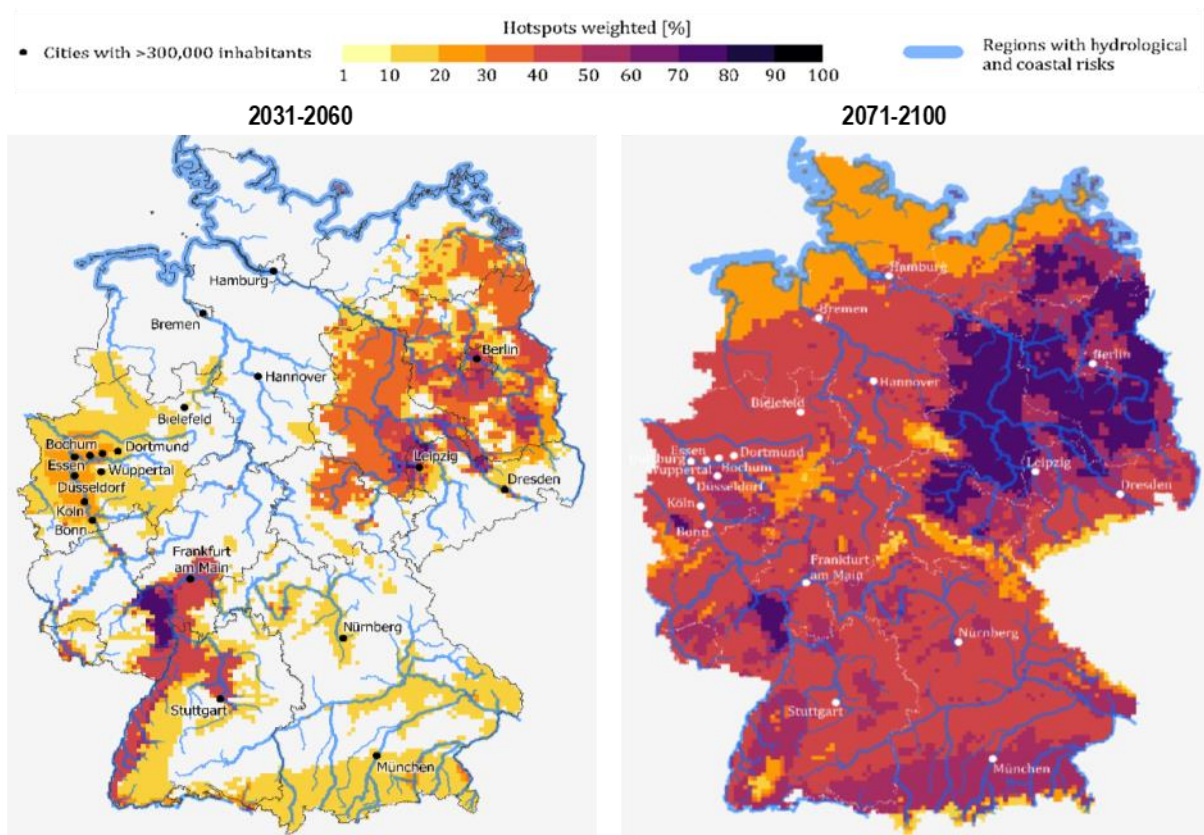 Hotspots weighted [%]
Cities with >300,000 inhabitants
1 10 20 30 40 50 60 70 80 90 100
Regions with hydrological
and coastal risks
2031-2060
2071-2100
Hamburg
Bremen
Berlin
Hannover
Bielefeld
Bochum
Dortmund
Essen
Wuppertal
Düsseldorf
Köln
Bonn
Leipzig
Dresden
Frankfurt
am Main
Nürnberg
Stuttgart
München
Hamburg
Bremen
Berlin
Hannover
Bielefeld
Essen
Dortmund
Wuppertal
Bochum
Düsseldorf
Köln
Bonn
Leipzig
Dresden
Frankfurt
am Main
Nürnberg
Stuttgart
München